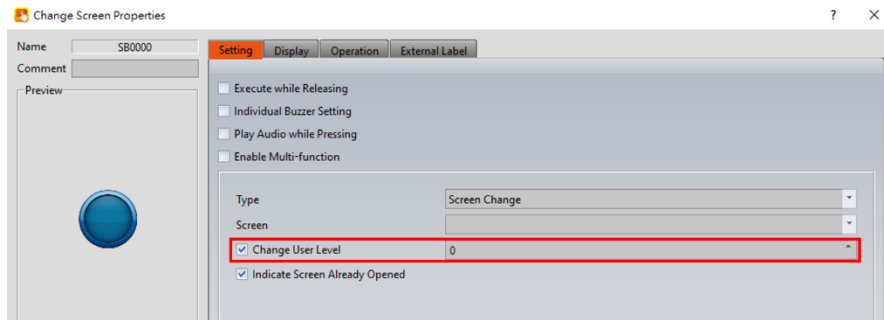 Change Screen Properties
?
Name SB0000
Comment
Preview
Setting Display Operation External Label
Execute while Releasing
Individual Buzzer Setting
Play Audio while Pressing
Enable Multi-function
Type Screen Change
Screen
Change User Level 0
Indicate Screen Already Opened